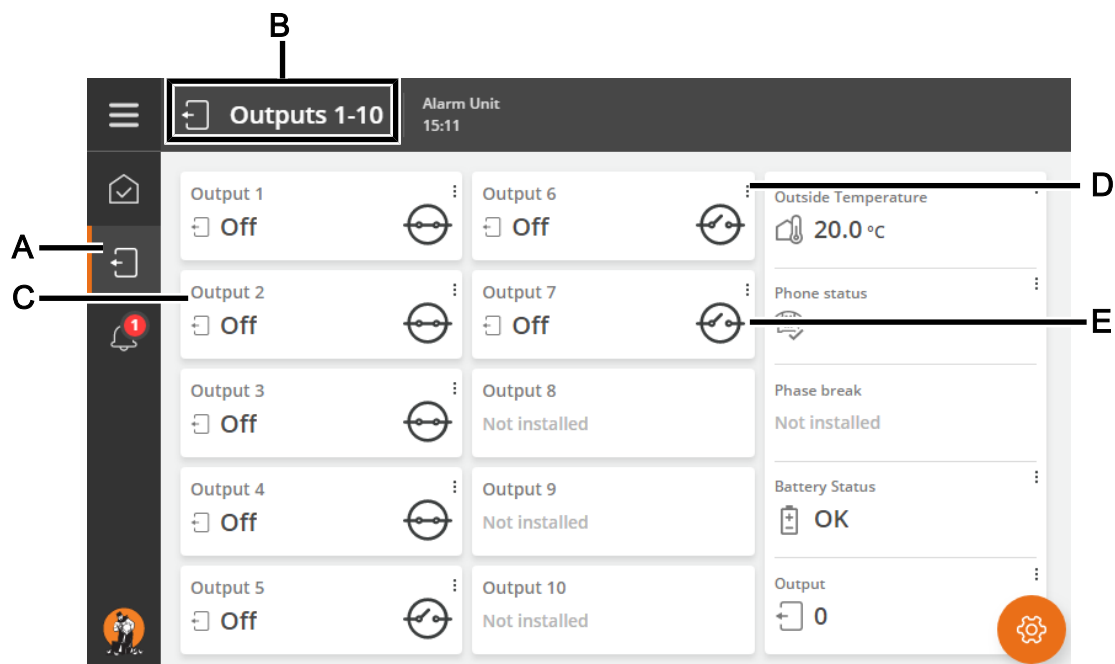 B
Outputs 1-10
Alarm Unit
15:11
A
C
D
E
1
Output 1
Off
Output 2
Off
Output 3
Off
Output 4
Off
Output 5
Off
Output 6
Off
Output 7
Off
Output 8
Not installed
Output 9
Not installed
Output 10
Not installed
Outside Temperature
20.0 °C
Phone status
Phase break
Not installed
Battery Status
OK
Output
0